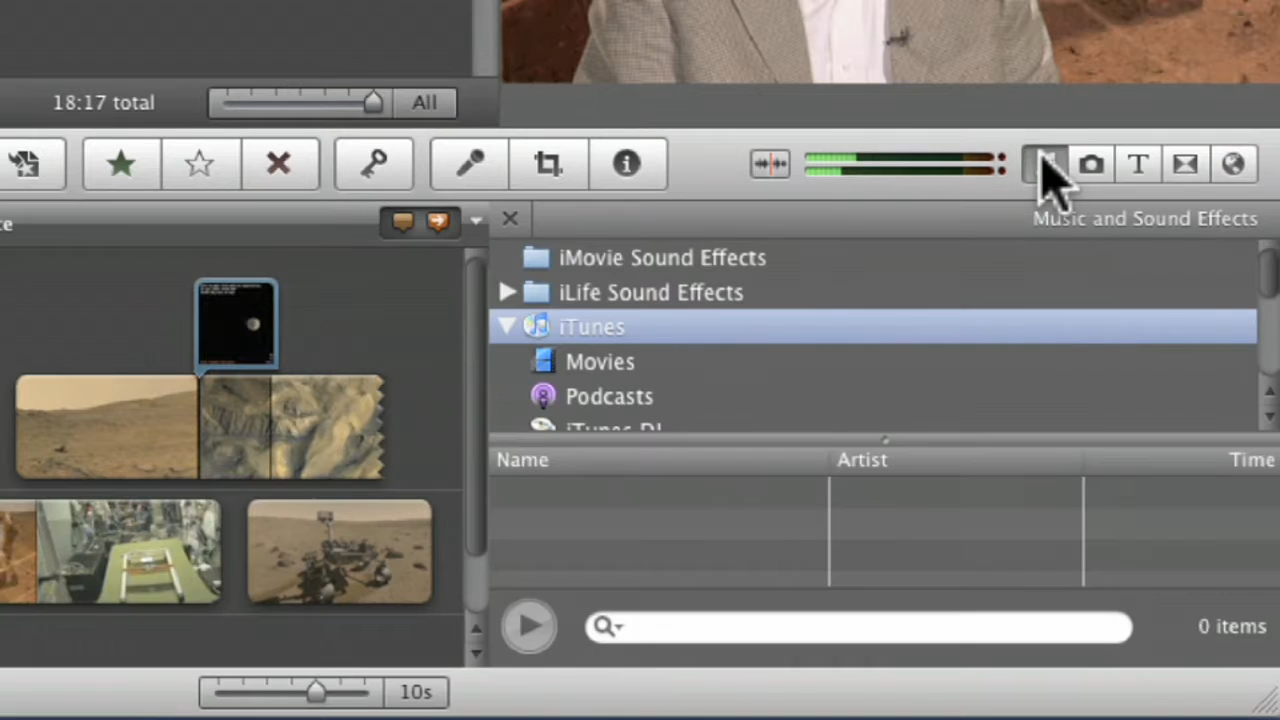 18:17 total
All
T
Music and Sound Effects
iMovie Sound Effects
iLife Sound Effects
iTunes
Movies
Podcasts
Name Artist Time
0 items
10s